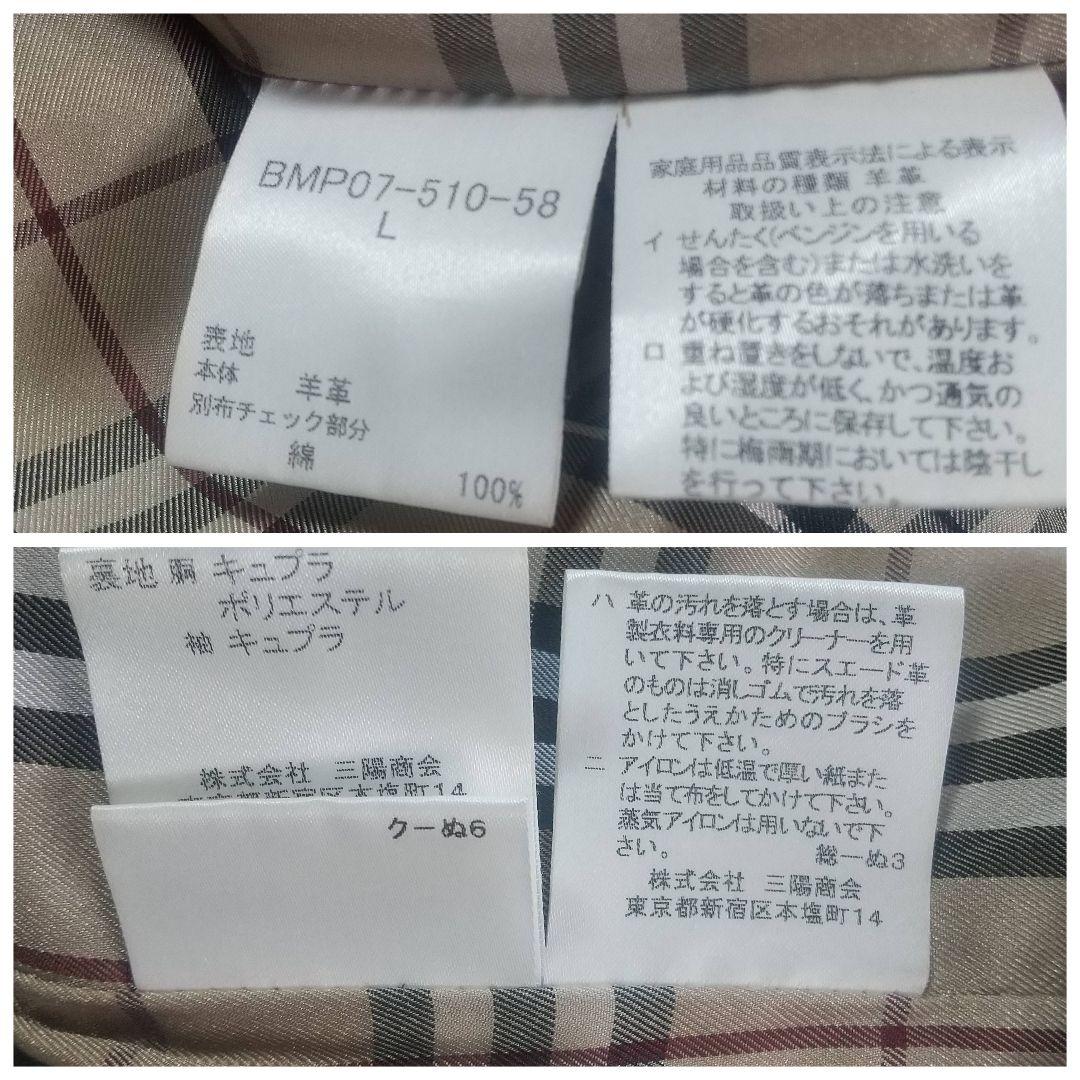 BMP07-510-58
L
表地
本体 羊革
別布チェック部分
綿 100%
家庭用品品質表示法による表示
材料の種類 羊革
取扱い上の注意
イ せんたく(ベンジンを用いる
場合を含む)または水洗いを
すると革の色が落ちまたは革
が硬化するおそれがあります。
ロ 重ね置きをしないで、温度お
よび湿度が低く、かつ通気の
良いところに保存して下さい。
特に梅雨期においては陰干し
を行って下さい。
裏地 胴 キュプラ
ポリエステル
袖 キュプラ
株式会社 三陽商会
東京都新宿区本塩町14
クーぬ6
ハ 革の汚れを落とす場合は、革
製衣料専用のクリーナーを用
いて下さい。特にスエード革
のものは消しゴムで汚れを落
としたうえかためのブラシを
かけて下さい。
ニ アイロンは低温で厚い紙また
は当て布をしてかけて下さい。
蒸気アイロンは用いないで下
さい。 総ーぬ3
株式会社 三陽商会
東京都新宿区本塩町14